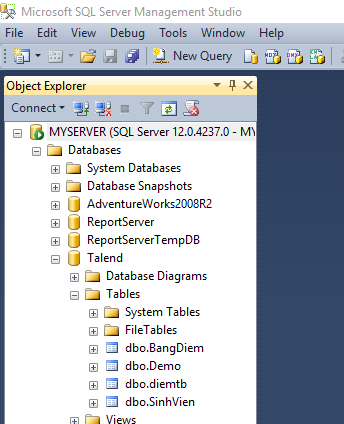 Microsoft SQL Server Management Studio
File Edit View Debug Tools Window Help
New Query
Object Explorer
Connect
MYSERVER (SQL Server 12.0.4237.0 - MY
Databases
System Databases
Database Snapshots
AdventureWorks2008R2
ReportServer
ReportServerTempDB
Talend
Database Diagrams
Tables
System Tables
FileTables
dbo.BangDiem
dbo.Demo
dbo.diemtb
dbo.SinhVien
Views